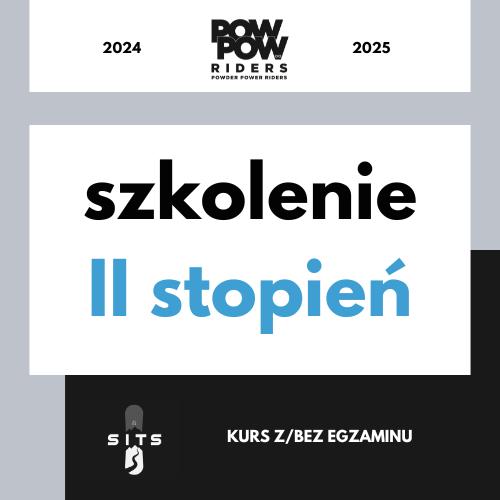 2024
POW
POW
2025
RIDERS
POWDER POWER RIDERS
szkolenie
II stopień
SITS
KURS Z/BEZ EGZAMINU